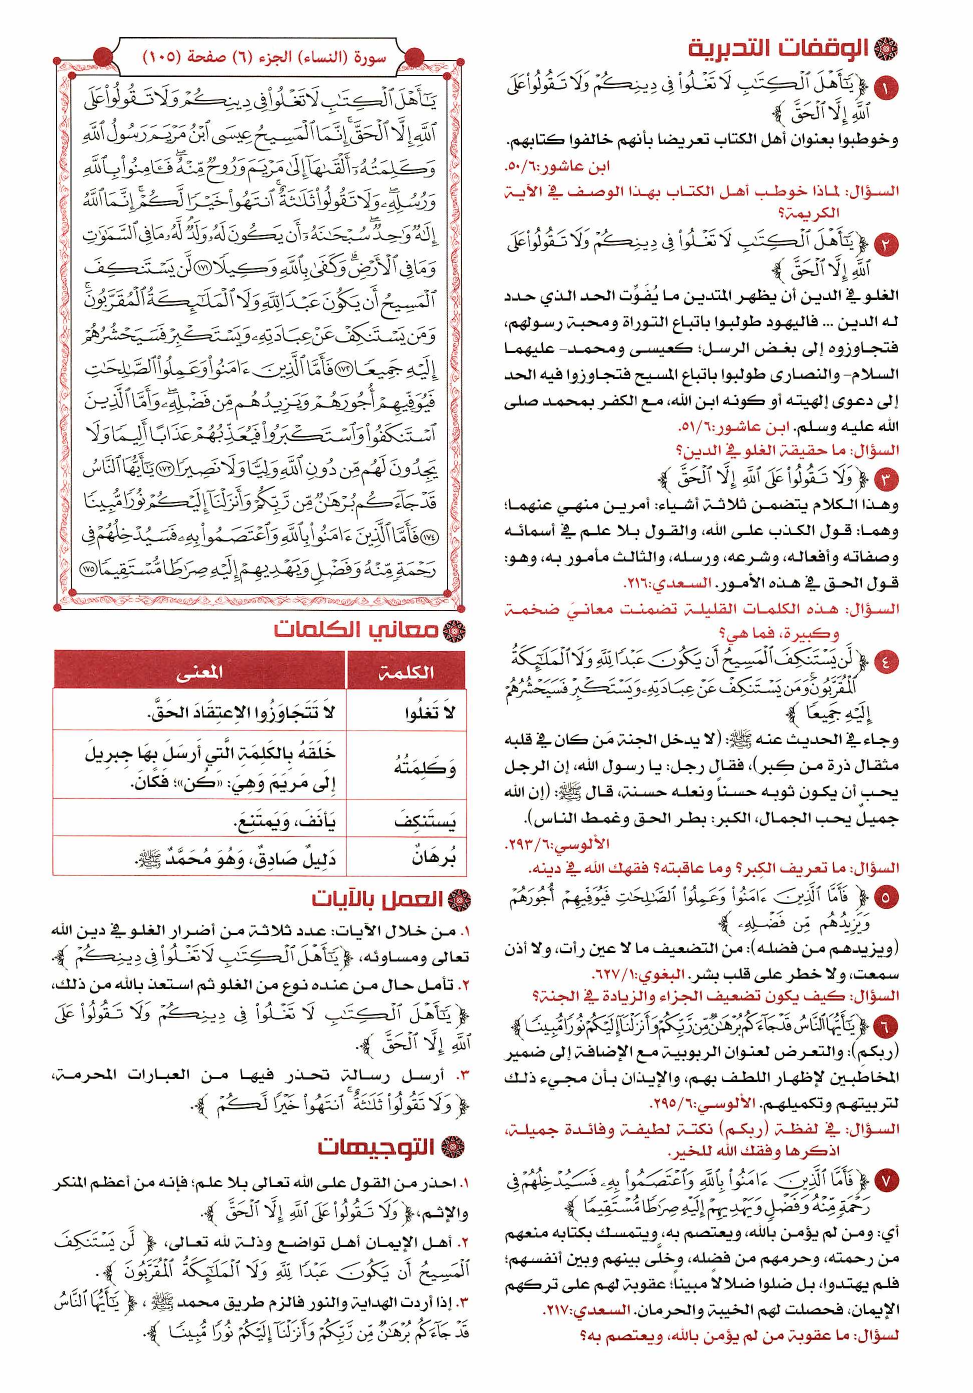 الوقفات التدبرية
١ ﴿ يَٰٓأَهْلَ ٱلْكِتَٰبِ لَا تَغْلُوا۟ فِى دِينِكُمْ وَلَا تَقُولُوا۟ عَلَى
ٱللَّهِ إِلَّا ٱلْحَقَّ ﴾
وخوطبوا بعنوان أهل الكتاب تعريضا بأنهم خالفوا كتابهم.
ابن عاشور:٥٠/٦.
السؤال: لماذا خوطب أهل الكتاب بهذا الوصف في الآية
الكريمة؟
٢ ﴿ يَٰٓأَهْلَ ٱلْكِتَٰبِ لَا تَغْلُوا۟ فِى دِينِكُمْ وَلَا تَقُولُوا۟ عَلَى
ٱللَّهِ إِلَّا ٱلْحَقَّ ﴾
الغلو في الدين أن يظهر المتدين ما يُفَوِّت الحد الذي حدد
له الدين ... فاليهود طولبوا باتباع التوراة ومحبة رسولهم،
فتجاوزوه إلى بغض الرسل؛ كعيسى ومحمد– عليهما
السلام– والنصارى طولبوا باتباع المسيح فتجاوزوا فيه الحد
إلى دعوى إلهيته أو كونه ابن الله، مع الكفر بمحمد صلى
الله عليه وسلم. ابن عاشور:٥١/٦.
السؤال: ما حقيقة الغلو في الدين؟
٣ ﴿ وَلَا تَقُولُوا۟ عَلَى ٱللَّهِ إِلَّا ٱلْحَقَّ ﴾
وهذا الكلام يتضمن ثلاثة أشياء: أمرين منهي عنهما؛
وهما: قول الكذب على الله، والقول بلا علم في أسمائه
وصفاته وأفعاله، وشرعه، ورسله، والثالث مأمور به، وهو:
قول الحق في هذه الأمور. السعدي:٢١٦.
السؤال: هذه الكلمات القليلة تضمنت معانيَ ضخمة
وكبيرة، فما هي؟
٤ ﴿ لَّن يَسْتَنكِفَ ٱلْمَسِيحُ أَن يَكُونَ عَبْدًا لِّلَّهِ وَلَا ٱلْمَلَٰٓئِكَةُ
ٱلْمُقَرَّبُونَ ۚ وَمَن يَسْتَنكِفْ عَنْ عِبَادَتِهِۦ وَيَسْتَكْبِرْ فَسَيَحْشُرُهُمْ
إِلَيْهِ جَمِيعًا ﴾
وجاء في الحديث عنه ﷺ: (لا يدخل الجنة مَن كان في قلبه
مثقال ذرة من كِبر)، فقال رجل: يا رسول الله، إن الرجل
يحب أن يكون ثوبه حسناً ونعله حسنة، قال ﷺ: (إن الله
جميلٌ يحب الجمال، الكبر: بطر الحق وغمط الناس).
الألوسي:٢٩٣/٦.
السؤال: ما تعريف الكِبر؟ وما عاقبته؟ فقهك الله في دينه.
٥ ﴿ فَأَمَّا ٱلَّذِينَ ءَامَنُوا۟ وَعَمِلُوا۟ ٱلصَّٰلِحَٰتِ فَيُوَفِّيهِمْ أُجُورَهُمْ
وَيَزِيدُهُم مِّن فَضْلِهِۦ ﴾
(ويزيدهم من فضله): من التضعيف ما لا عين رأت، ولا أذن
سمعت، ولا خطر على قلب بشر. البغوي:٦٢٧/١.
السؤال: كيف يكون تضعيف الجزاء والزيادة في الجنة؟
٦ ﴿ يَٰٓأَيُّهَا ٱلنَّاسُ قَدْ جَآءَكُم بُرْهَٰنٌ مِّن رَّبِّكُمْ وَأَنزَلْنَآ إِلَيْكُمْ نُورًا مُّبِينًا ﴾
(ربكم): والتعرض لعنوان الربوبية مع الإضافة إلى ضمير
المخاطبين لإظهار اللطف بهم، والإيذان بأن مجيء ذلك
لتربيتهم وتكميلهم. الألوسي:٢٩٥/٦.
السؤال: في لفظة (ربكم) نكتة لطيفة وفائدة جميلة،
اذكرها وفقك الله للخير.
٧ ﴿ فَأَمَّا ٱلَّذِينَ ءَامَنُوا۟ بِٱللَّهِ وَٱعْتَصَمُوا۟ بِهِۦ فَسَيُدْخِلُهُمْ فِى
رَحْمَةٍ مِّنْهُ وَفَضْلٍ وَيَهْدِيهِمْ إِلَيْهِ صِرَٰطًا مُّسْتَقِيمًا ﴾
أي: ومن لم يؤمن بالله، ويعتصم به، ويتمسك بكتابه منعهم
من رحمته، وحرمهم من فضله، وخلَّى بينهم وبين أنفسهم؛
فلم يهتدوا، بل ضلوا ضلالاً مبيناً؛ عقوبة لهم على تركهم
الإيمان، فحصلت لهم الخيبة والحرمان. السعدي:٢١٧.
لسؤال: ما عقوبة من لم يؤمن بالله، ويعتصم به؟
سورة (النساء) الجزء (٦) صفحة (١٠٥)
يَٰٓأَهْلَ ٱلْكِتَٰبِ لَا تَغْلُوا۟ فِى دِينِكُمْ وَلَا تَقُولُوا۟ عَلَى
ٱللَّهِ إِلَّا ٱلْحَقَّ ۚ إِنَّمَا ٱلْمَسِيحُ عِيسَى ٱبْنُ مَرْيَمَ رَسُولُ ٱللَّهِ
وَكَلِمَتُهُۥٓ أَلْقَىٰهَآ إِلَىٰ مَرْيَمَ وَرُوحٌ مِّنْهُ ۖ فَـَٔامِنُوا۟ بِٱللَّهِ
وَرُسُلِهِۦ ۖ وَلَا تَقُولُوا۟ ثَلَٰثَةٌ ۚ ٱنتَهُوا۟ خَيْرًا لَّكُمْ ۚ إِنَّمَا ٱللَّهُ
إِلَٰهٌ وَٰحِدٌ ۖ سُبْحَٰنَهُۥٓ أَن يَكُونَ لَهُۥ وَلَدٌ ۘ لَّهُۥ مَا فِى ٱلسَّمَٰوَٰتِ
وَمَا فِى ٱلْأَرْضِ ۗ وَكَفَىٰ بِٱللَّهِ وَكِيلًا ١٧١ لَّن يَسْتَنكِفَ
ٱلْمَسِيحُ أَن يَكُونَ عَبْدًا لِّلَّهِ وَلَا ٱلْمَلَٰٓئِكَةُ ٱلْمُقَرَّبُونَ ۚ
وَمَن يَسْتَنكِفْ عَنْ عِبَادَتِهِۦ وَيَسْتَكْبِرْ فَسَيَحْشُرُهُمْ
إِلَيْهِ جَمِيعًا ١٧٢ فَأَمَّا ٱلَّذِينَ ءَامَنُوا۟ وَعَمِلُوا۟ ٱلصَّٰلِحَٰتِ
فَيُوَفِّيهِمْ أُجُورَهُمْ وَيَزِيدُهُم مِّن فَضْلِهِۦ ۖ وَأَمَّا ٱلَّذِينَ
ٱسْتَنكَفُوا۟ وَٱسْتَكْبَرُوا۟ فَيُعَذِّبُهُمْ عَذَابًا أَلِيمًا وَلَا
يَجِدُونَ لَهُم مِّن دُونِ ٱللَّهِ وَلِيًّا وَلَا نَصِيرًا ١٧٣ يَٰٓأَيُّهَا ٱلنَّاسُ
قَدْ جَآءَكُم بُرْهَٰنٌ مِّن رَّبِّكُمْ وَأَنزَلْنَآ إِلَيْكُمْ نُورًا مُّبِينًا
١٧٤ فَأَمَّا ٱلَّذِينَ ءَامَنُوا۟ بِٱللَّهِ وَٱعْتَصَمُوا۟ بِهِۦ فَسَيُدْخِلُهُمْ فِى
رَحْمَةٍ مِّنْهُ وَفَضْلٍ وَيَهْدِيهِمْ إِلَيْهِ صِرَٰطًا مُّسْتَقِيمًا ١٧٥
معاني الكلمات
الكلمة المعنى
لاَ تَغلُوا لاَ تَتَجَاوَزُوا الاِعتِقَادَ الحَقَّ.
وَكَلِمَتُهُ خَلَقَهُ بِالكَلِمَةِ الَّتِي أَرسَلَ بِهَا جِبرِيلَ
إِلَى مَريَمَ وَهِيَ: «كُن»؛ فَكَانَ.
يَستَنكِفَ يَأنَفَ، وَيَمتَنِعَ.
بُرهَانٌ دَلِيلٌ صَادِقٌ، وَهُوَ مُحَمَّدٌ ﷺ.
العمل بالآيات
١. من خلال الآيات: عدد ثلاثة من أضرار الغلو في دين الله
تعالى ومساوئه، ﴿ يَٰٓأَهْلَ ٱلْكِتَٰبِ لَا تَغْلُوا۟ فِى دِينِكُمْ ﴾.
٢. تأمل حال من عنده نوع من الغلو ثم استعذ بالله من ذلك،
﴿ يَٰٓأَهْلَ ٱلْكِتَٰبِ لَا تَغْلُوا۟ فِى دِينِكُمْ وَلَا تَقُولُوا۟ عَلَى
ٱللَّهِ إِلَّا ٱلْحَقَّ ﴾.
٣. أرسل رسالة تحذر فيها من العبارات المحرمة،
﴿ وَلَا تَقُولُوا۟ ثَلَٰثَةٌ ۚ ٱنتَهُوا۟ خَيْرًا لَّكُمْ ﴾.
التوجيهات
١. احذر من القول على الله تعالى بلا علم؛ فإنه من أعظم المنكر
والإثم، ﴿ وَلَا تَقُولُوا۟ عَلَى ٱللَّهِ إِلَّا ٱلْحَقَّ ﴾.
٢. أهل الإيمان أهل تواضع وذلة لله تعالى، ﴿ لَّن يَسْتَنكِفَ
ٱلْمَسِيحُ أَن يَكُونَ عَبْدًا لِّلَّهِ وَلَا ٱلْمَلَٰٓئِكَةُ ٱلْمُقَرَّبُونَ ﴾.
٣. إذا أردت الهداية والنور فالزم طريق محمد ﷺ ، ﴿ يَٰٓأَيُّهَا ٱلنَّاسُ
قَدْ جَآءَكُم بُرْهَٰنٌ مِّن رَّبِّكُمْ وَأَنزَلْنَآ إِلَيْكُمْ نُورًا مُّبِينًا ﴾.